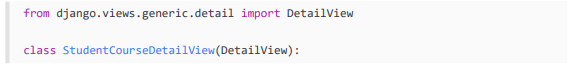 from django.views.generic.detail import DetailView
class StudentCourseDetailView(DetailView):